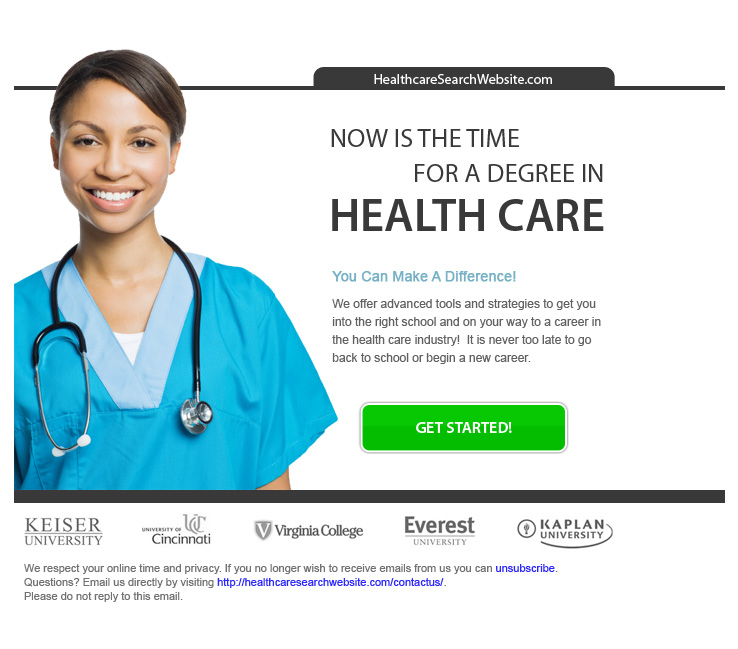 HealthcareSearchWebsite.com
NOW IS THE TIME
FOR A DEGREE IN
HEALTH CARE
You Can Make A Difference!
We offer advanced tools and strategies to get you
into the right school and on your way to a career in
the health care industry!  It is never too late to go
back to school or begin a new career.
GET STARTED!
KEISER
UNIVERSITY
UNIVERSITY OF
UC
Cincinnati
V Virginia College
Everest
UNIVERSITY
KAPLAN
UNIVERSITY
We respect your online time and privacy. If you no longer wish to receive emails from us you can unsubscribe.
Questions? Email us directly by visiting http://healthcaresearchwebsite.com/contactus/.
Please do not reply to this email.